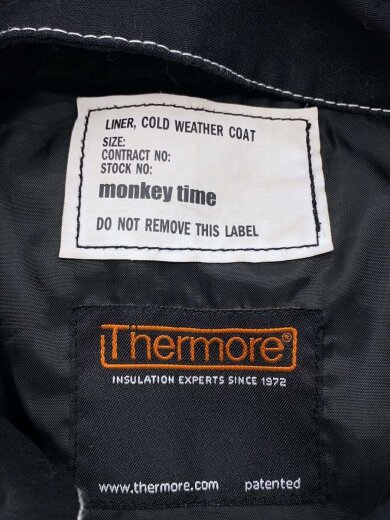 LINER, COLD WEATHER COAT
SIZE:
CONTRACT NO:
STOCK NO:
monkey time
DO NOT REMOVE THIS LABEL
Thermore®
INSULATION EXPERTS SINCE 1972
www.thermore.com patented